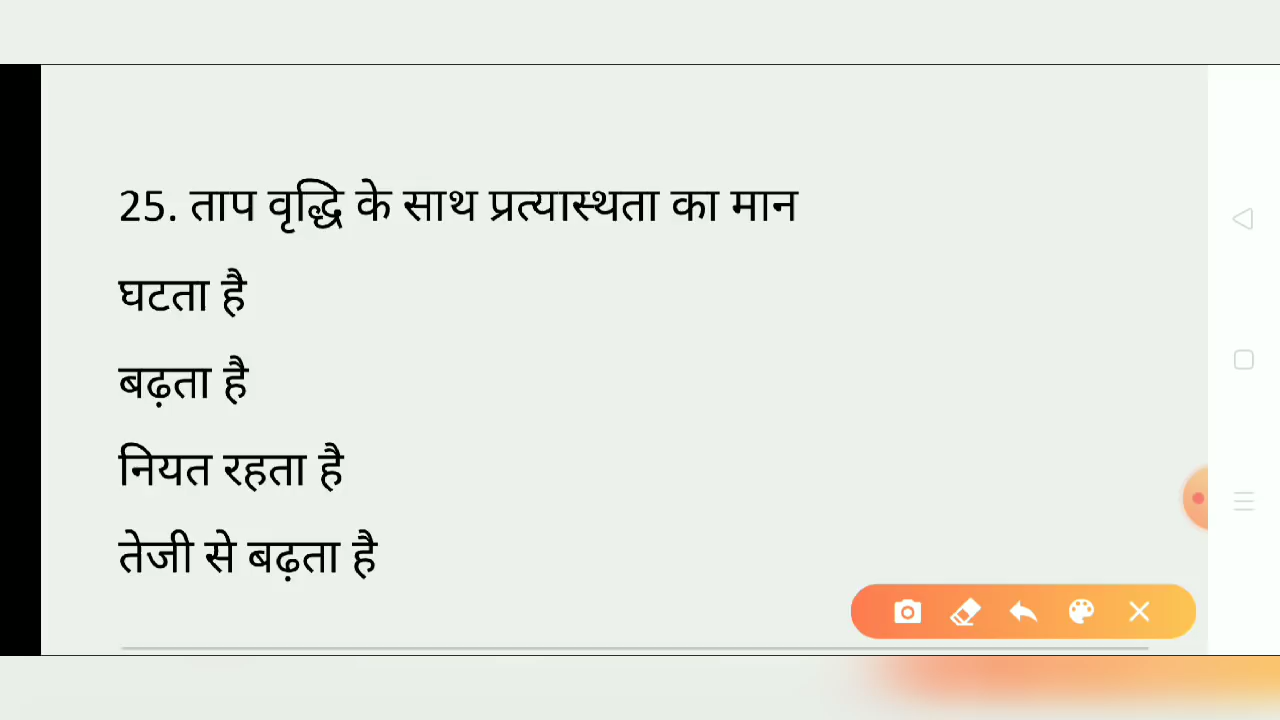 25. ताप वृद्धि के साथ प्रत्यास्थता का मान
घटता है
बढ़ता है
नियत रहता है
तेजी से बढ़ता है